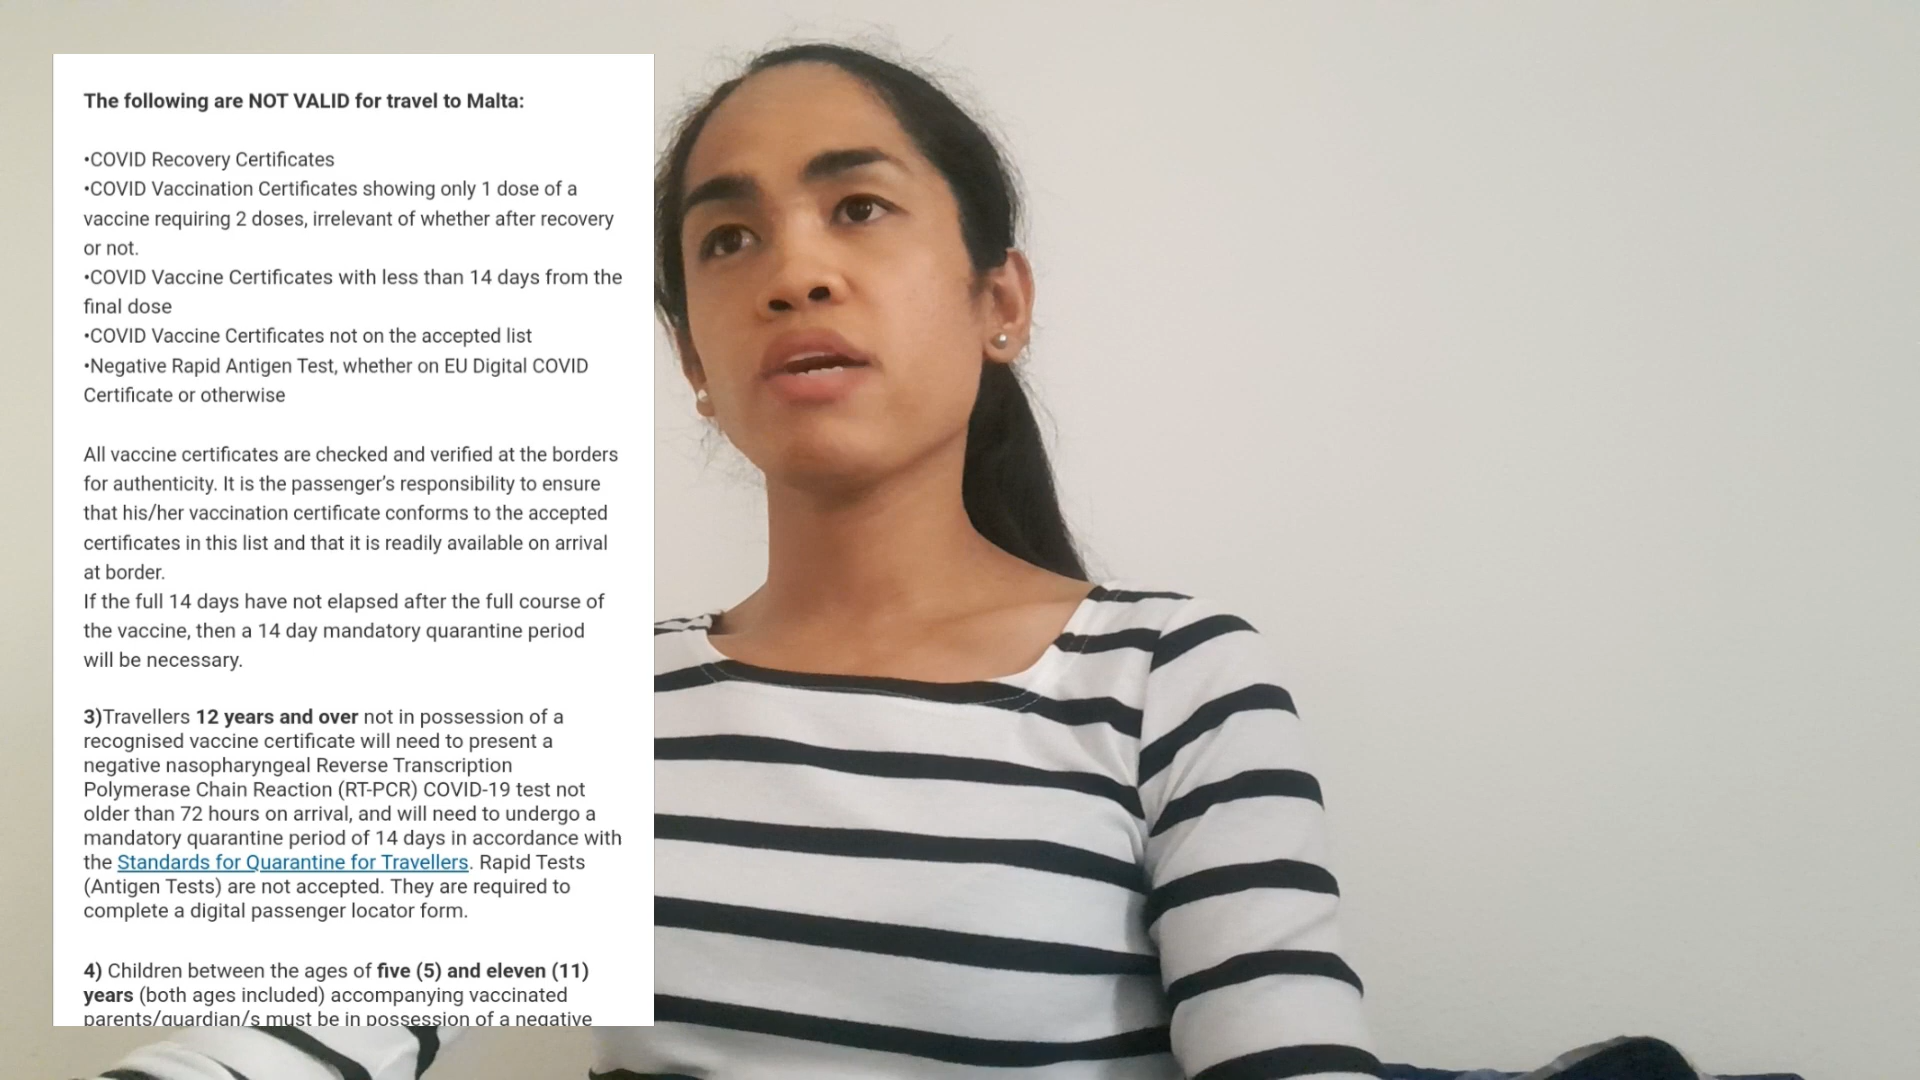 The following are NOT VALID for travel to Malta:
•COVID Recovery Certificates
•COVID Vaccination Certificates showing only 1 dose of a
vaccine requiring 2 doses, irrelevant of whether after recovery
or not.
•COVID Vaccine Certificates with less than 14 days from the
final dose
•COVID Vaccine Certificates not on the accepted list
•Negative Rapid Antigen Test, whether on EU Digital COVID
Certificate or otherwise
All vaccine certificates are checked and verified at the borders
for authenticity. It is the passenger's responsibility to ensure
that his/her vaccination certificate conforms to the accepted
certificates in this list and that it is readily available on arrival
at border.
If the full 14 days have not elapsed after the full course of
the vaccine, then a 14 day mandatory quarantine period
will be necessary.
3)Travellers 12 years and over not in possession of a
recognised vaccine certificate will need to present a
negative nasopharyngeal Reverse Transcription
Polymerase Chain Reaction (RT-PCR) COVID-19 test not
older than 72 hours on arrival, and will need to undergo a
mandatory quarantine period of 14 days in accordance with
the Standards for Quarantine for Travellers. Rapid Tests
(Antigen Tests) are not accepted. They are required to
complete a digital passenger locator form.
4) Children between the ages of five (5) and eleven (11)
years (both ages included) accompanying vaccinated
parents/guardian/s must be in possession of a negative